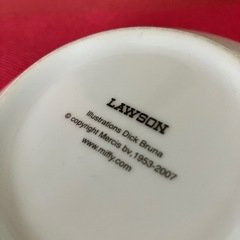 LAWSON
Illustrations Dick Bruna
© copyright Mercis bv,1953-2007
www.miffy.com